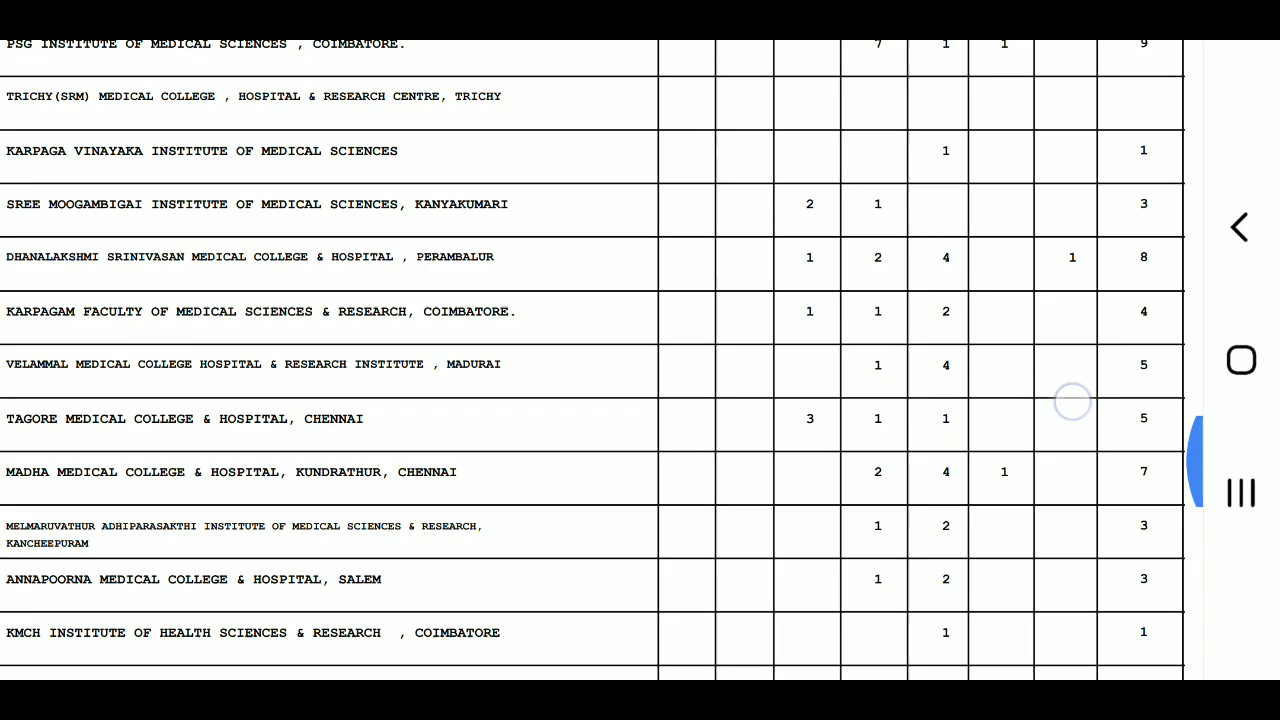 PSG INSTITUTE OF MEDICAL SCIENCES , COIMBATORE. 7 1 1 9
TRICHY(SRM) MEDICAL COLLEGE , HOSPITAL & RESEARCH CENTRE, TRICHY
KARPAGA VINAYAKA INSTITUTE OF MEDICAL SCIENCES 1 1
SREE MOOGAMBIGAI INSTITUTE OF MEDICAL SCIENCES, KANYAKUMARI 2 1 3
DHANALAKSHMI SRINIVASAN MEDICAL COLLEGE & HOSPITAL , PERAMBALUR 1 2 4 1 8
KARPAGAM FACULTY OF MEDICAL SCIENCES & RESEARCH, COIMBATORE. 1 1 2 4
VELAMMAL MEDICAL COLLEGE HOSPITAL & RESEARCH INSTITUTE , MADURAI 1 4 5
TAGORE MEDICAL COLLEGE & HOSPITAL, CHENNAI 3 1 1 5
MADHA MEDICAL COLLEGE & HOSPITAL, KUNDRATHUR, CHENNAI 2 4 1 7
MELMARUVATHUR ADHIPARASAKTHI INSTITUTE OF MEDICAL SCIENCES & RESEARCH, 1 2 3
KANCHEEPURAM
ANNAPOORNA MEDICAL COLLEGE & HOSPITAL, SALEM 1 2 3
KMCH INSTITUTE OF HEALTH SCIENCES & RESEARCH , COIMBATORE 1 1